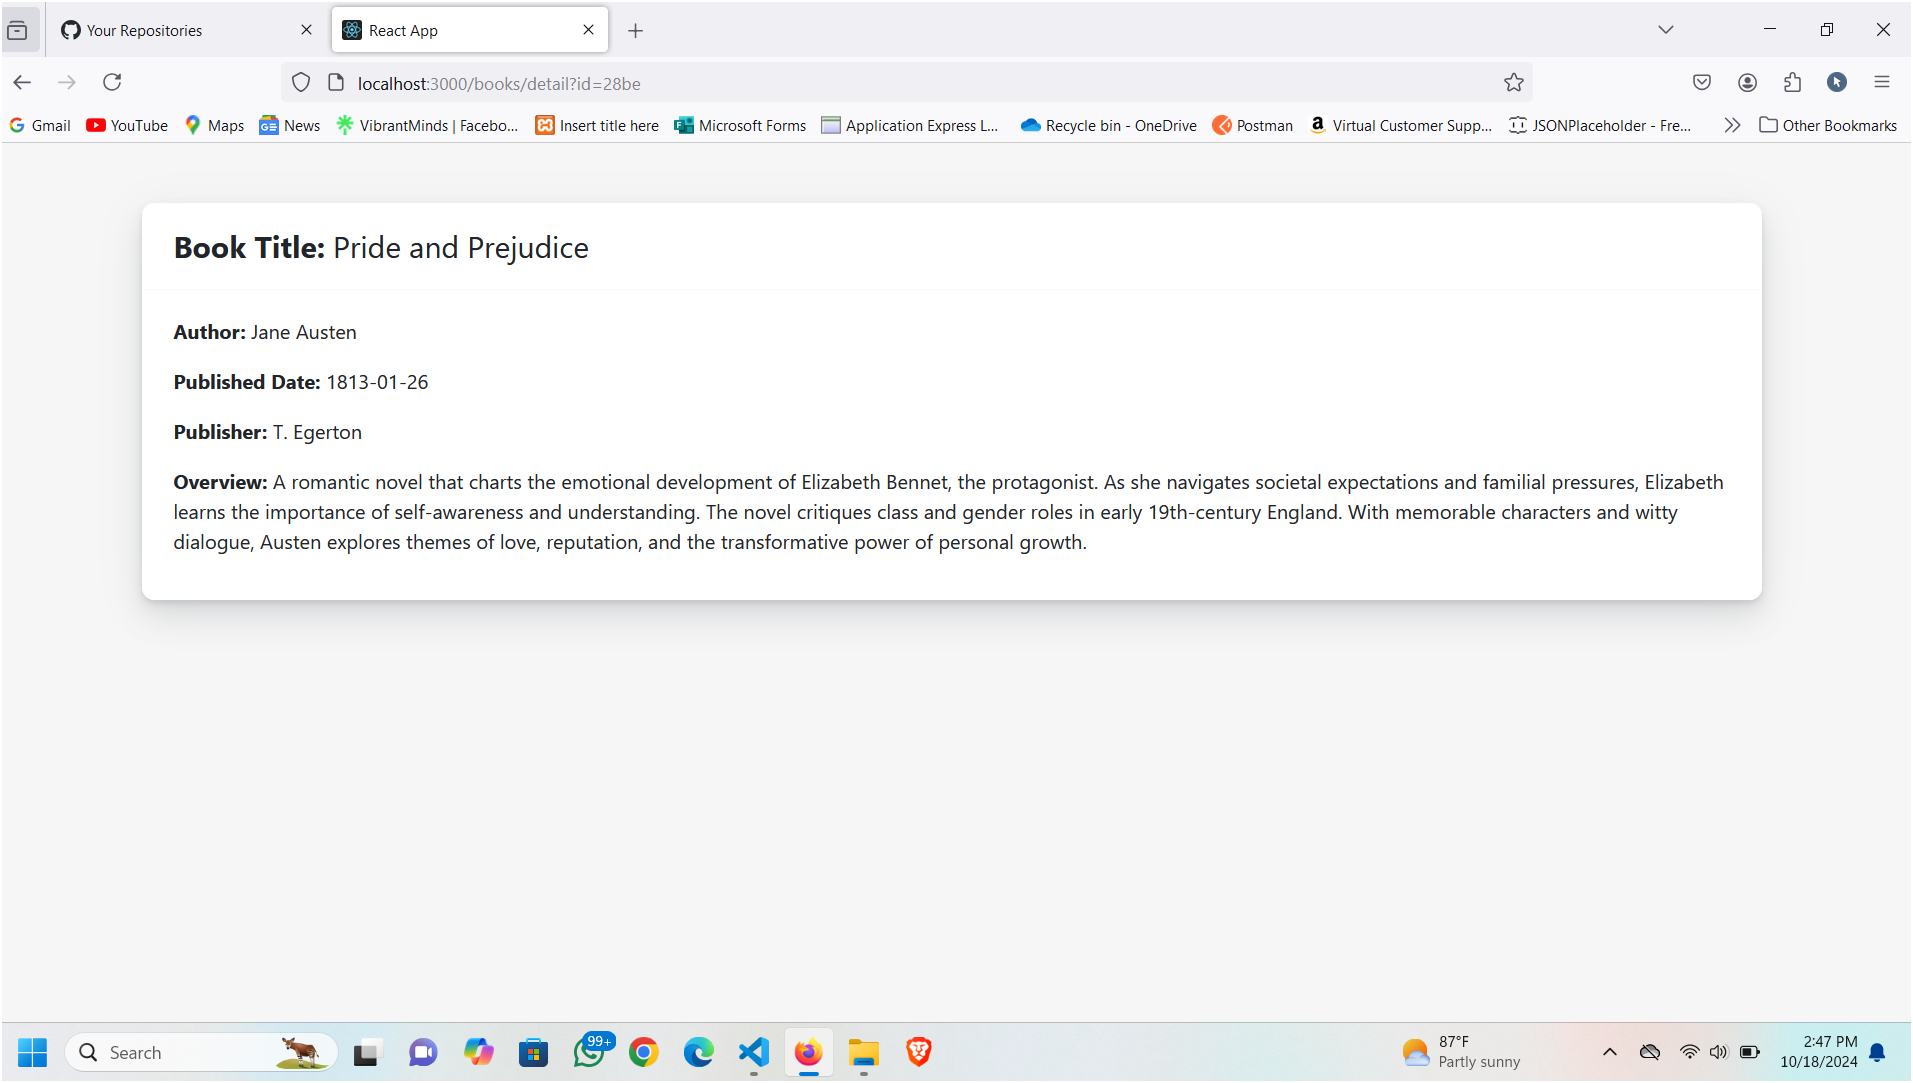 Your Repositories
React App
localhost:3000/books/detail?id=28be
Gmail YouTube Maps News VibrantMinds | Facebo... Insert title here Microsoft Forms Application Express L... Recycle bin - OneDrive Postman Virtual Customer Supp... JSONPlaceholder - Fre... Other Bookmarks
Book Title: Pride and Prejudice
Author: Jane Austen
Published Date: 1813-01-26
Publisher: T. Egerton
Overview: A romantic novel that charts the emotional development of Elizabeth Bennet, the protagonist. As she navigates societal expectations and familial pressures, Elizabeth
learns the importance of self-awareness and understanding. The novel critiques class and gender roles in early 19th-century England. With memorable characters and witty
dialogue, Austen explores themes of love, reputation, and the transformative power of personal growth.
Search
99+
87°F
Partly sunny
2:47 PM
10/18/2024